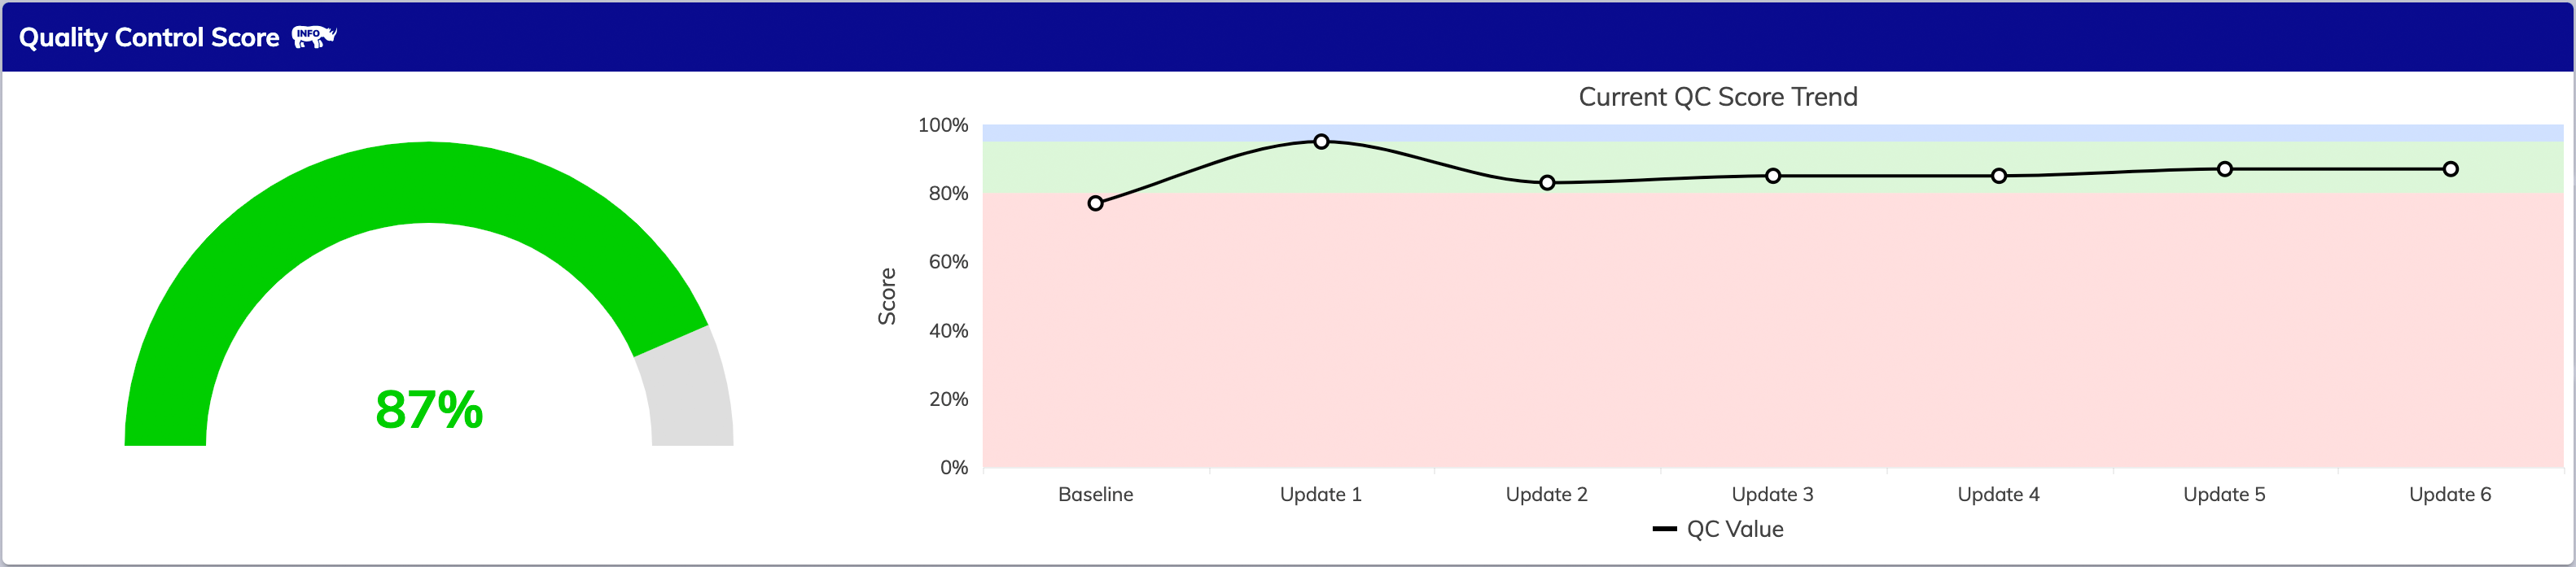 Quality Control Score INFO
87%
Current QC Score Trend
Score
100%
80%
60%
40%
20%
0%
Baseline Update 1 Update 2 Update 3 Update 4 Update 5 Update 6
QC Value